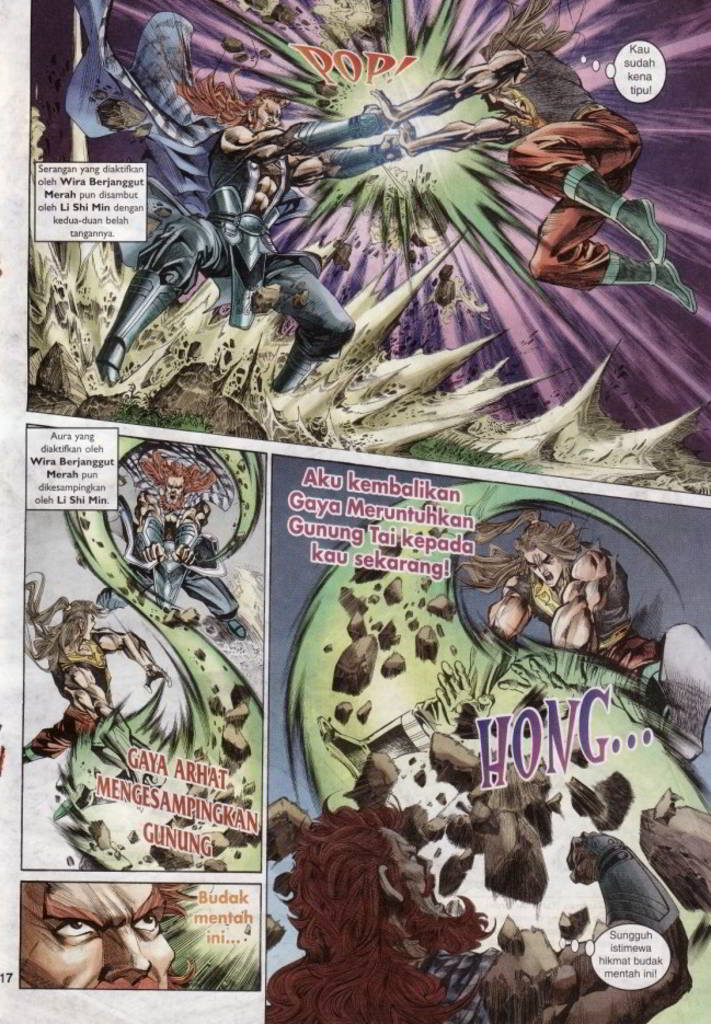 POP!
Kau
sudah
kena
tipu!
Serangan yang diaktifkan
oleh Wira Berjanggut
Merah pun disambut
oleh Li Shi Min dengan
kedua-duan belah
tangannya.
Aura yang
diaktifkan oleh
Wira Berjanggut
Merah pun
dikesampingkan
oleh Li Shi Min.
GAYA ARHAT
MENGESAMPINGKAN
GUNUNG
Aku kembalikan
Gaya Meruntuhkan
Gunung Tai kepada
kau sekarang!
HONG...
Budak
mentah
ini...
Sungguh
istimewa
hikmat budak
mentah ini!
17